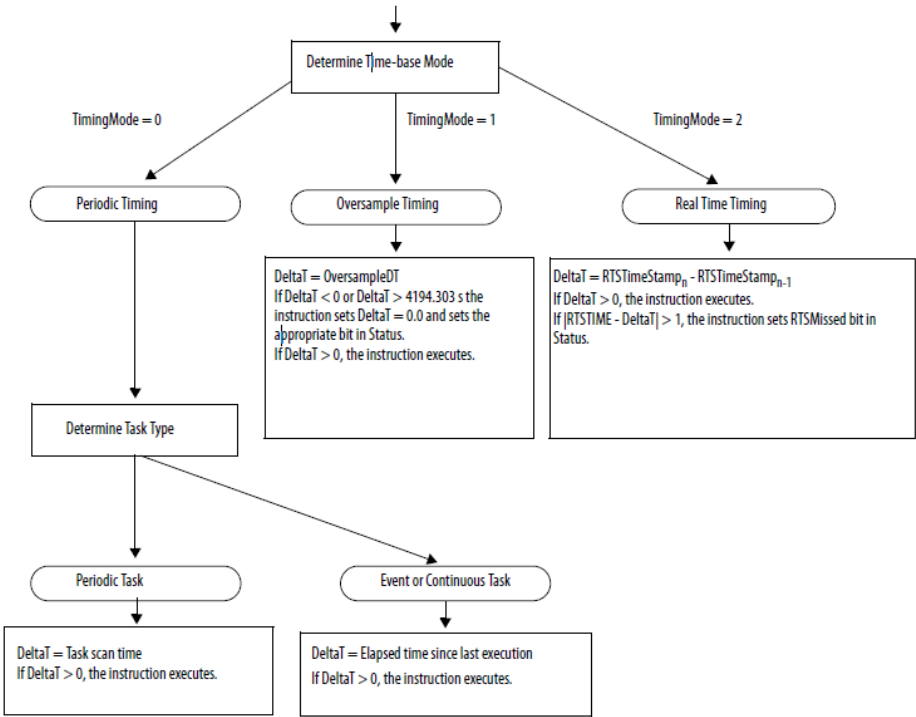 Determine Time-base Mode
TimingMode = 0
TimingMode = 1
TimingMode = 2
Periodic Timing
Oversample Timing
Real Time Timing
DeltaT = OversampleDT
If DeltaT < 0 or DeltaT > 4194.303 s the
instruction sets DeltaT = 0.0 and sets the
appropriate bit in Status.
If DeltaT > 0, the instruction executes.
DeltaT = RTSTimeStampn - RTSTimeStampn-1
If DeltaT > 0, the instruction executes.
If |RTSTIME - DeltaT| > 1, the instruction sets RTSMissed bit in
Status.
Determine Task Type
Periodic Task
Event or Continuous Task
DeltaT = Task scan time
If DeltaT > 0, the instruction executes.
DeltaT = Elapsed time since last execution
If DeltaT > 0, the instruction executes.